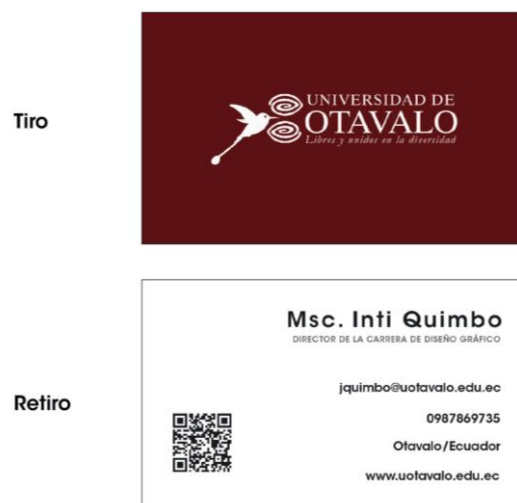 Tiro
UNIVERSIDAD DE
OTAVALO
Libres y unidos en la diversidad
Retiro
Msc. Inti Quimbo
DIRECTOR DE LA CARRERA DE DISEÑO GRÁFICO
jquimbo@uotavalo.edu.ec
0987869735
Otavalo/Ecuador
www.uotavalo.edu.ec